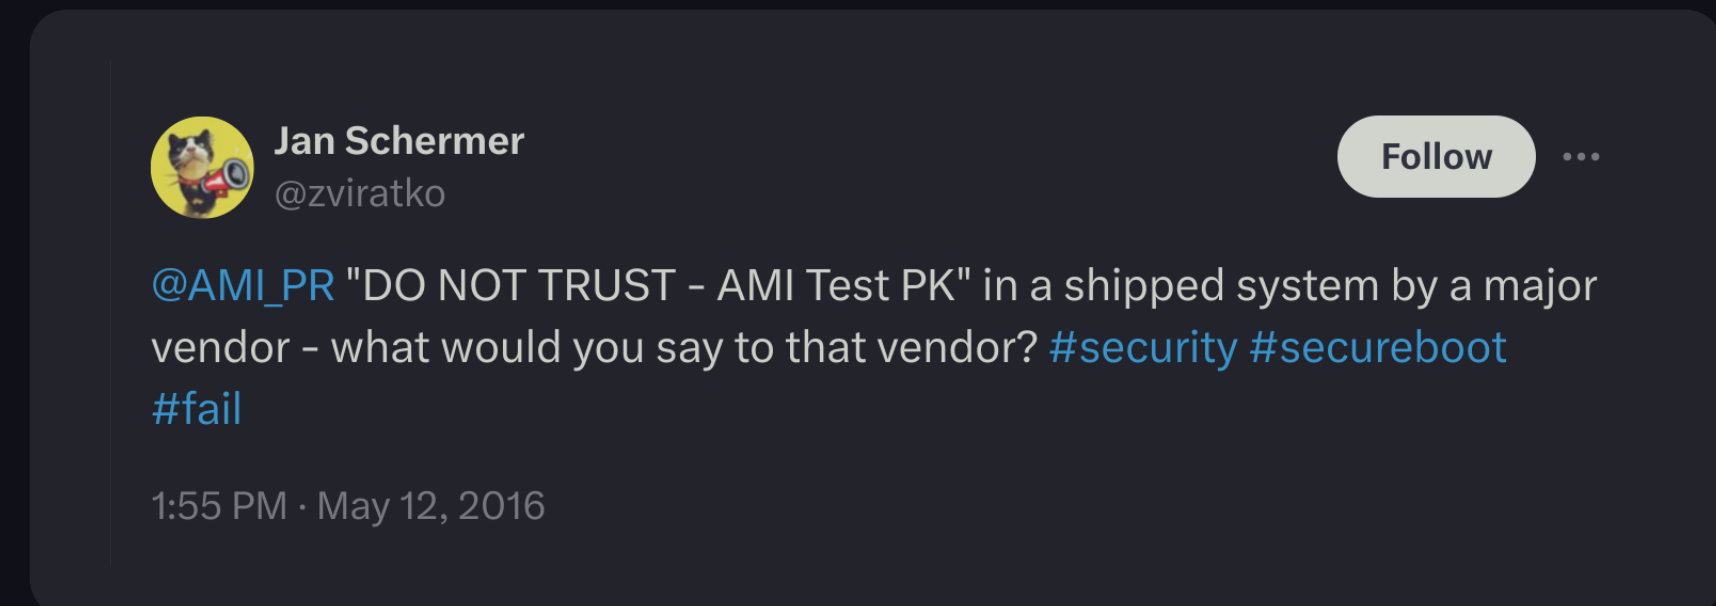 Jan Schermer
@zviratko
Follow
@AMI_PR "DO NOT TRUST - AMI Test PK" in a shipped system by a major
vendor - what would you say to that vendor? #security #secureboot
#fail
1:55 PM · May 12, 2016